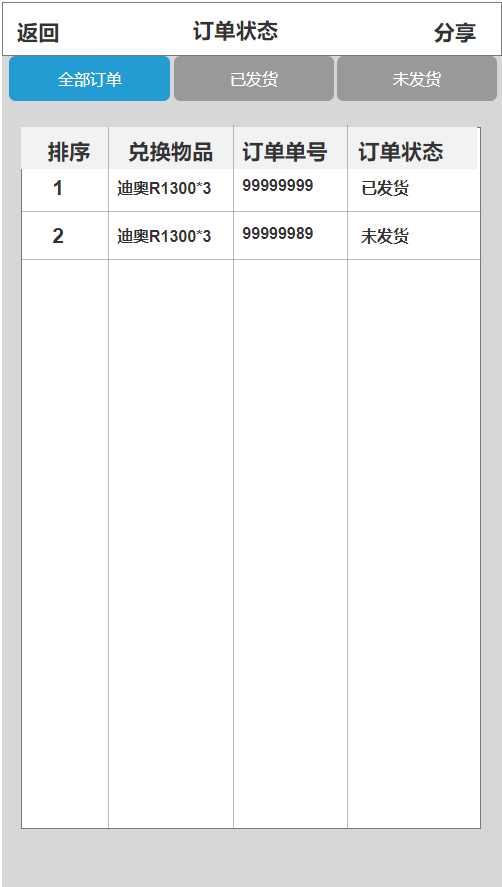 返回 订单状态 分享
全部订单 已发货 未发货
排序 兑换物品 订单单号 订单状态
1 迪奥R1300*3 99999999 已发货
2 迪奥R1300*3 99999989 未发货